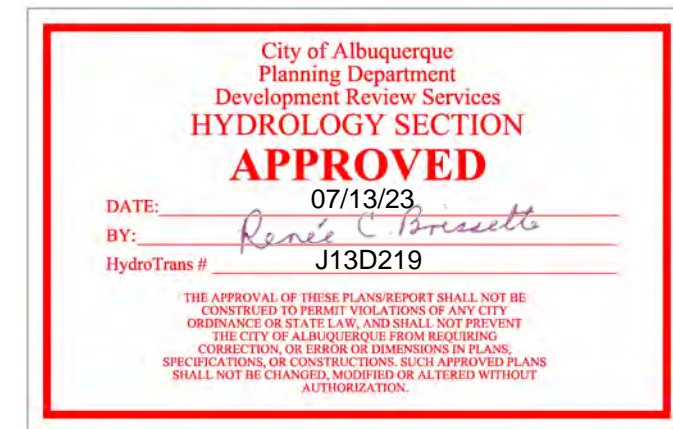 City of Albuquerque
Planning Department
Development Review Services
HYDROLOGY SECTION
APPROVED
DATE: 07/13/23
BY: Renée C. Brissette
HydroTrans # J13D219
THE APPROVAL OF THESE PLANS/REPORT SHALL NOT BE
CONSTRUED TO PERMIT VIOLATIONS OF ANY CITY
ORDINANCE OR STATE LAW, AND SHALL NOT PREVENT
THE CITY OF ALBUQUERQUE FROM REQUIRING
CORRECTION, OR ERROR OR DIMENSIONS IN PLANS,
SPECIFICATIONS, OR CONSTRUCTIONS. SUCH APPROVED PLANS
SHALL NOT BE CHANGED, MODIFIED OR ALTERED WITHOUT
AUTHORIZATION.